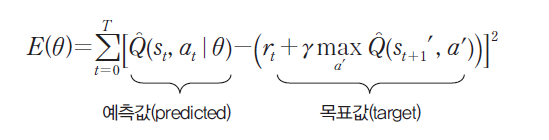 E(θ)=∑_{t=0}^{T}[Q̂(s_t, a_t | θ)−(r_t+γ max_{a′} Q̂(s_{t+1}′, a′))]²
예측값(predicted) 목표값(target)